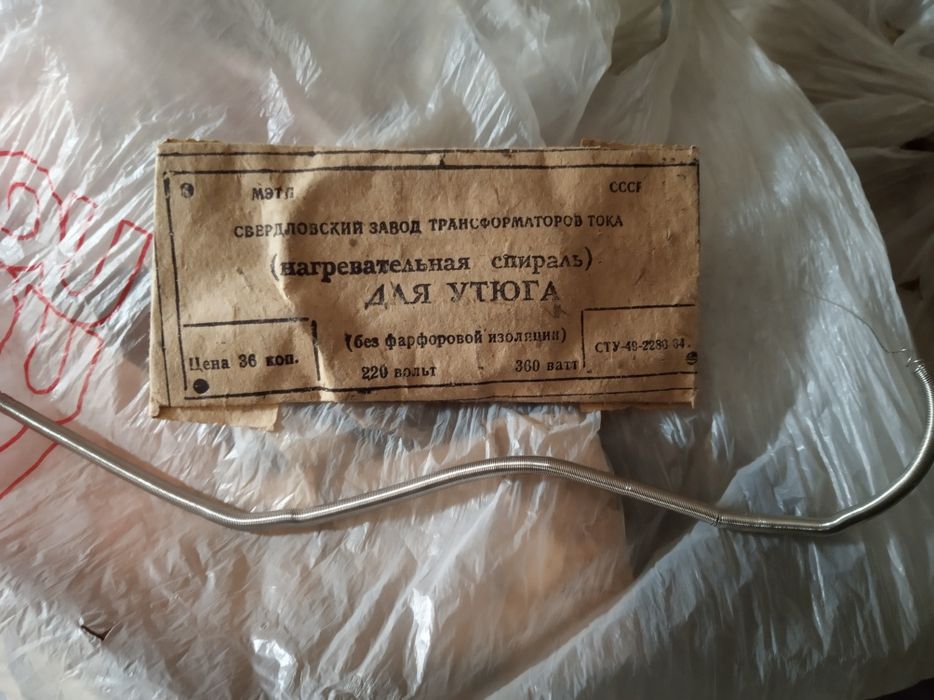 МЭТП СССР
СВЕРДЛОВСКИЙ ЗАВОД ТРАНСФОРМАТОРОВ ТОКА
(нагревательная спираль)
ДЛЯ УТЮГА
(без фарфоровой изоляции)
Цена 36 коп.
220 вольт 360 ватт